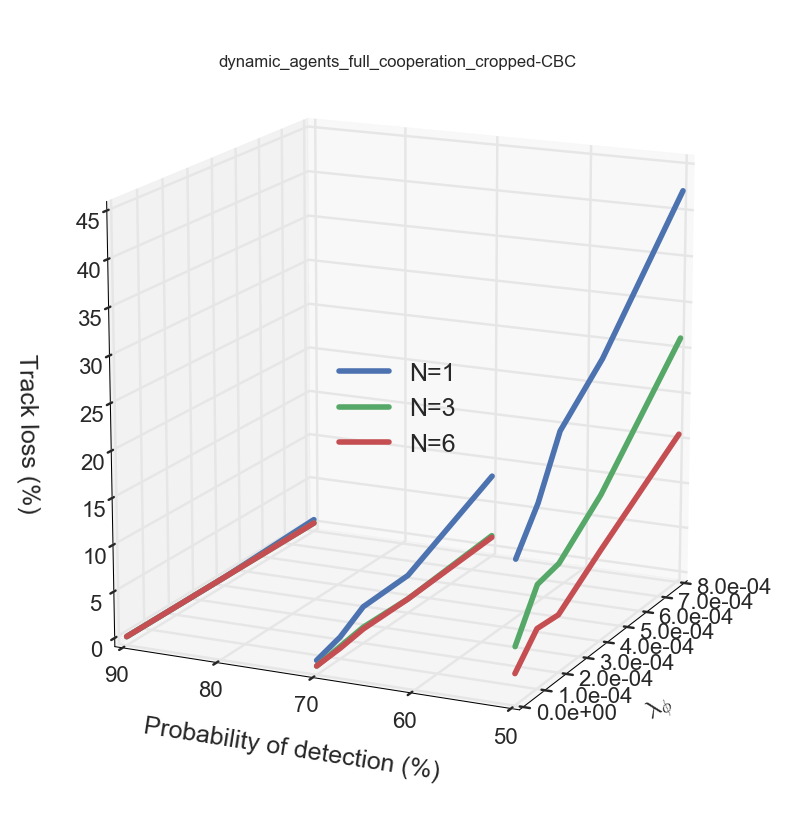 dynamic_agents_full_cooperation_cropped-CBC
45
40
35
30
25
20
15
10
5
0
Track loss (%)
N=1
N=3
N=6
90
80
70
60
50
Probability of detection (%)
8.0e-04
7.0e-04
6.0e-04
5.0e-04
4.0e-04
3.0e-04
2.0e-04
1.0e-04
0.0e+00
λϕ